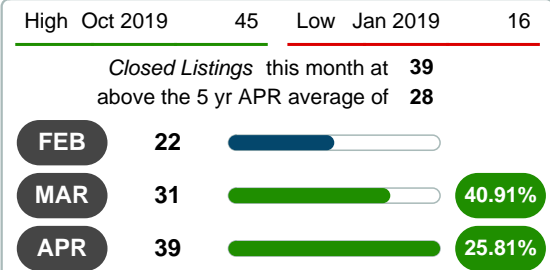 High Oct 2019 45 Low Jan 2019 16
Closed Listings this month at 39
above the 5 yr APR average of 28
FEB 22
MAR 31 40.91%
APR 39 25.81%